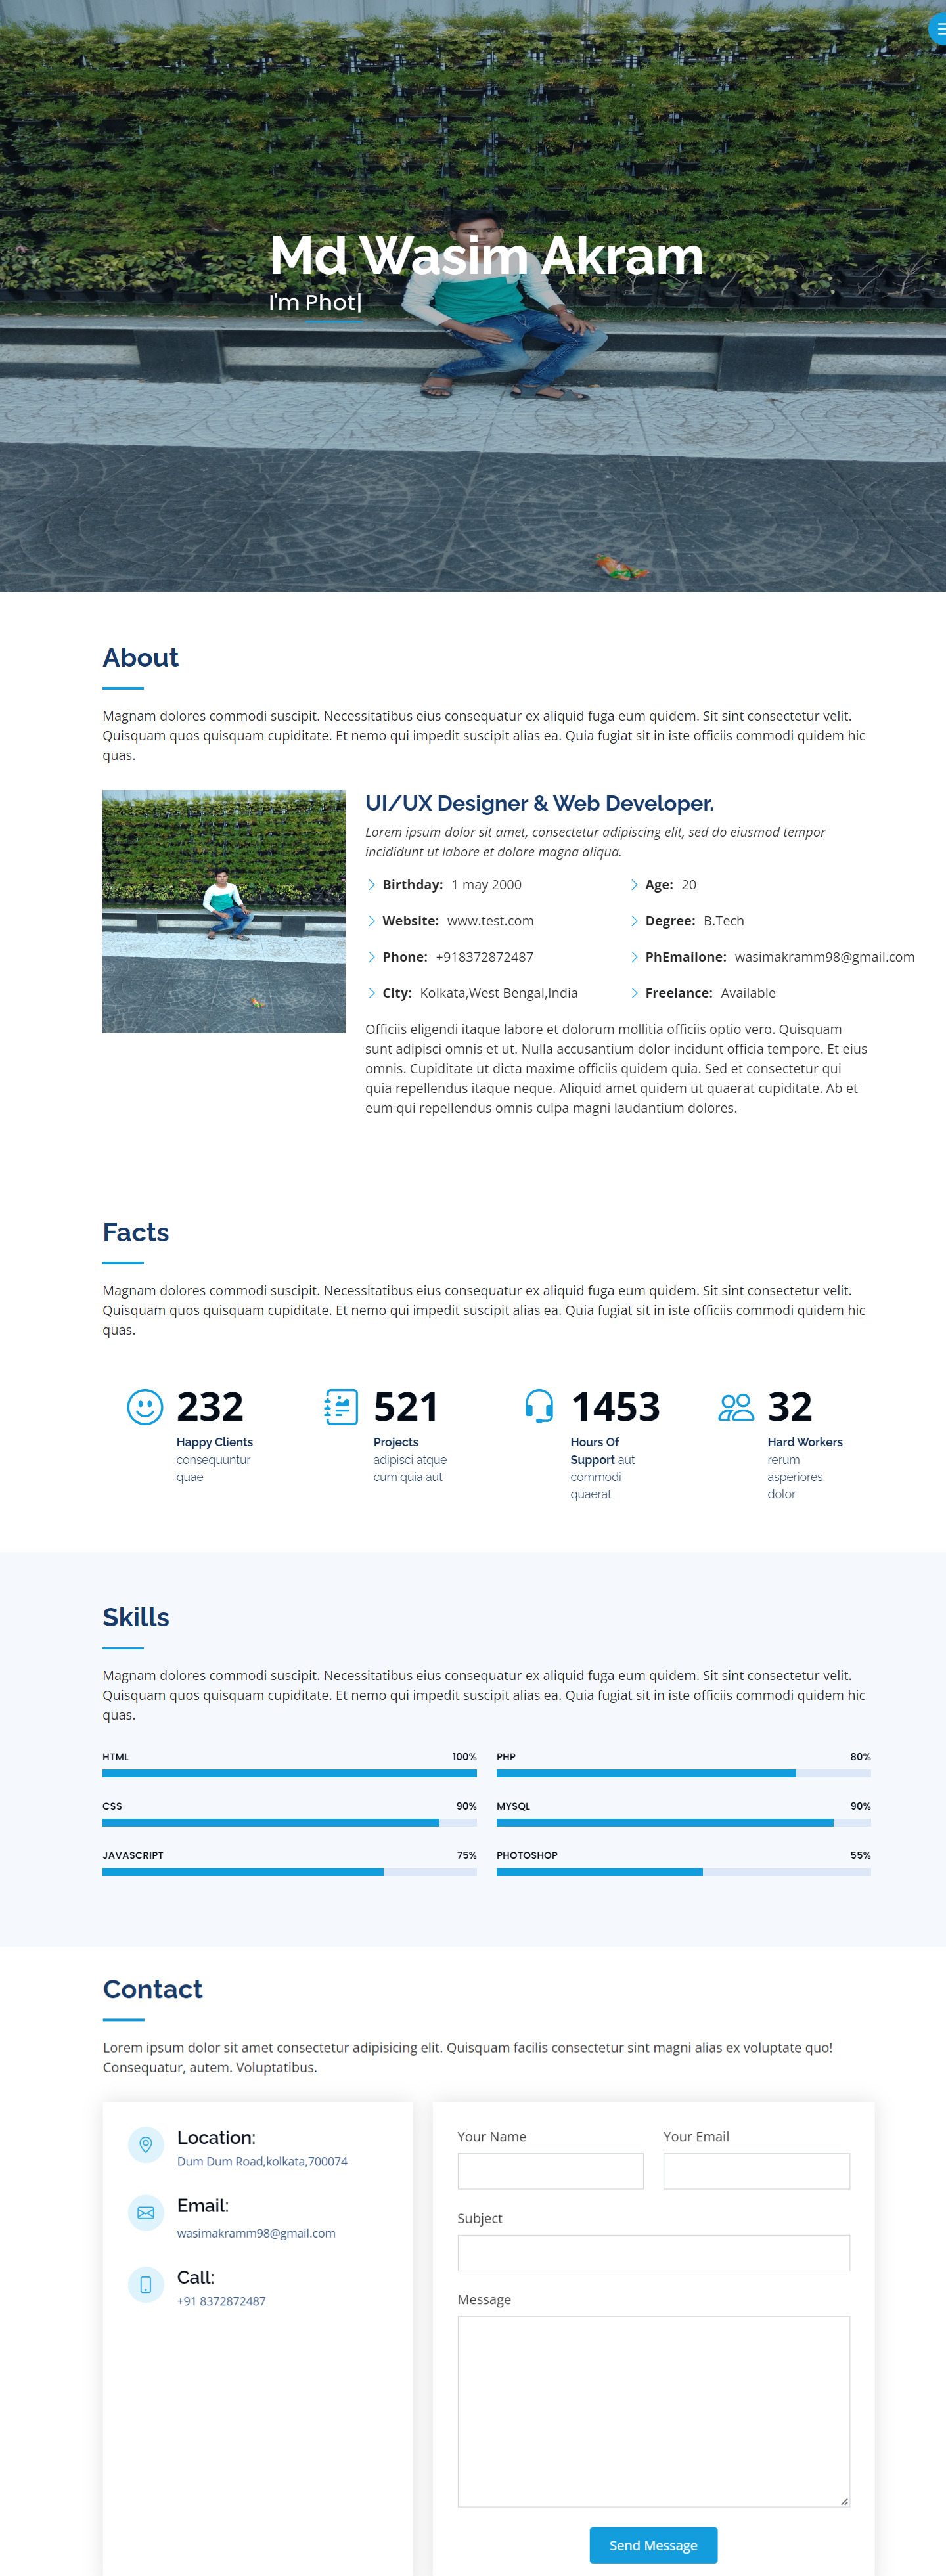 Md Wasim Akram
I'm Phot|
About
Magnam dolores commodi suscipit. Necessitatibus eius consequatur ex aliquid fuga eum quidem. Sit sint consectetur velit.
Quisquam quos quisquam cupiditate. Et nemo qui impedit suscipit alias ea. Quia fugiat sit in iste officiis commodi quidem hic
quas.
UI/UX Designer & Web Developer.
Lorem ipsum dolor sit amet, consectetur adipiscing elit, sed do eiusmod tempor
incididunt ut labore et dolore magna aliqua.
Birthday: 1 may 2000
Age: 20
Website: www.test.com
Degree: B.Tech
Phone: +918372872487
PhEmailone: wasimakramm98@gmail.com
City: Kolkata,West Bengal,India
Freelance: Available
Officiis eligendi itaque labore et dolorum mollitia officiis optio vero. Quisquam
sunt adipisci omnis et ut. Nulla accusantium dolor incidunt officia tempore. Et eius
omnis. Cupiditate ut dicta maxime officiis quidem quia. Sed et consectetur qui
quia repellendus itaque neque. Aliquid amet quidem ut quaerat cupiditate. Ab et
eum qui repellendus omnis culpa magni laudantium dolores.
Facts
Magnam dolores commodi suscipit. Necessitatibus eius consequatur ex aliquid fuga eum quidem. Sit sint consectetur velit.
Quisquam quos quisquam cupiditate. Et nemo qui impedit suscipit alias ea. Quia fugiat sit in iste officiis commodi quidem hic
quas.
232
Happy Clients
consequuntur
quae
521
Projects
adipisci atque
cum quia aut
1453
Hours Of
Support aut
commodi
quaerat
32
Hard Workers
rerum
asperiores
dolor
Skills
Magnam dolores commodi suscipit. Necessitatibus eius consequatur ex aliquid fuga eum quidem. Sit sint consectetur velit.
Quisquam quos quisquam cupiditate. Et nemo qui impedit suscipit alias ea. Quia fugiat sit in iste officiis commodi quidem hic
quas.
HTML 100%
PHP 80%
CSS 90%
MYSQL 90%
JAVASCRIPT 75%
PHOTOSHOP 55%
Contact
Lorem ipsum dolor sit amet consectetur adipisicing elit. Quisquam facilis consectetur sint magni alias ex voluptate quo!
Consequatur, autem. Voluptatibus.
Location:
Dum Dum Road,kolkata,700074
Email:
wasimakramm98@gmail.com
Call:
+91 8372872487
Your Name
Your Email
Subject
Message
Send Message